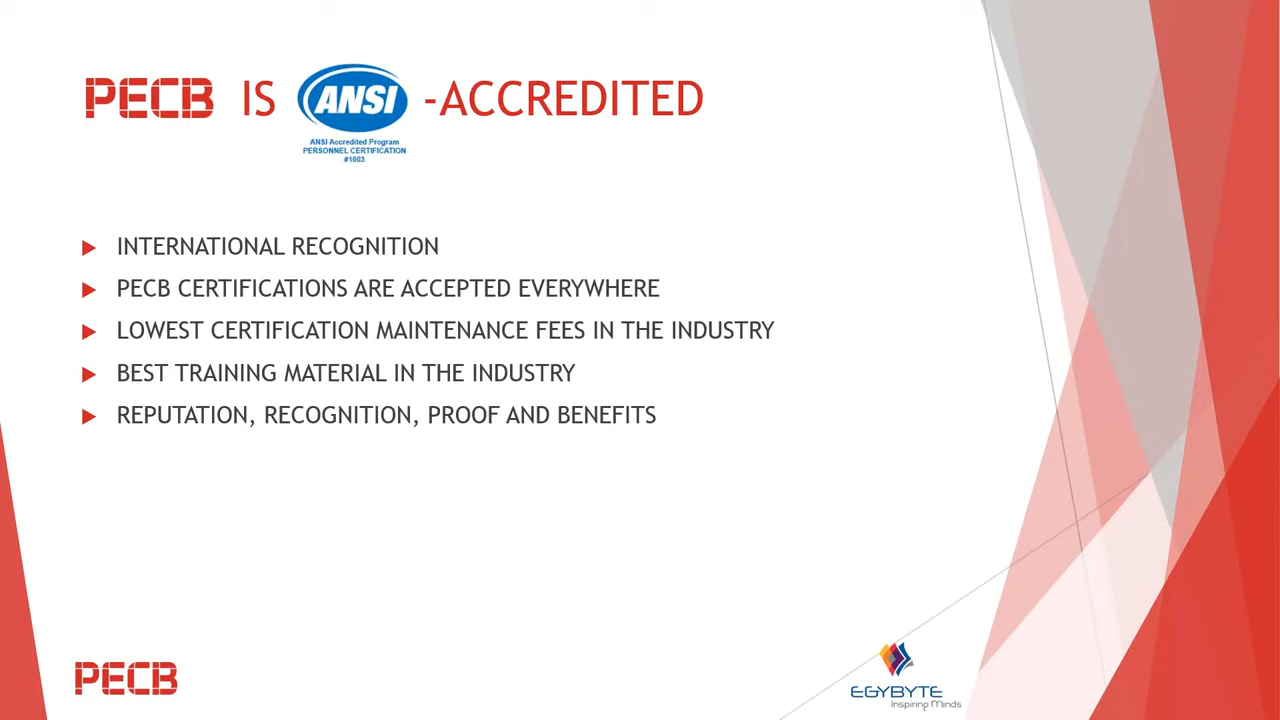 PECB IS ANSI -ACCREDITED
ANSI Accredited Program
PERSONNEL CERTIFICATION
#1003
INTERNATIONAL RECOGNITION
PECB CERTIFICATIONS ARE ACCEPTED EVERYWHERE
LOWEST CERTIFICATION MAINTENANCE FEES IN THE INDUSTRY
BEST TRAINING MATERIAL IN THE INDUSTRY
REPUTATION, RECOGNITION, PROOF AND BENEFITS
PECB
EGYBYTE
Inspiring Minds